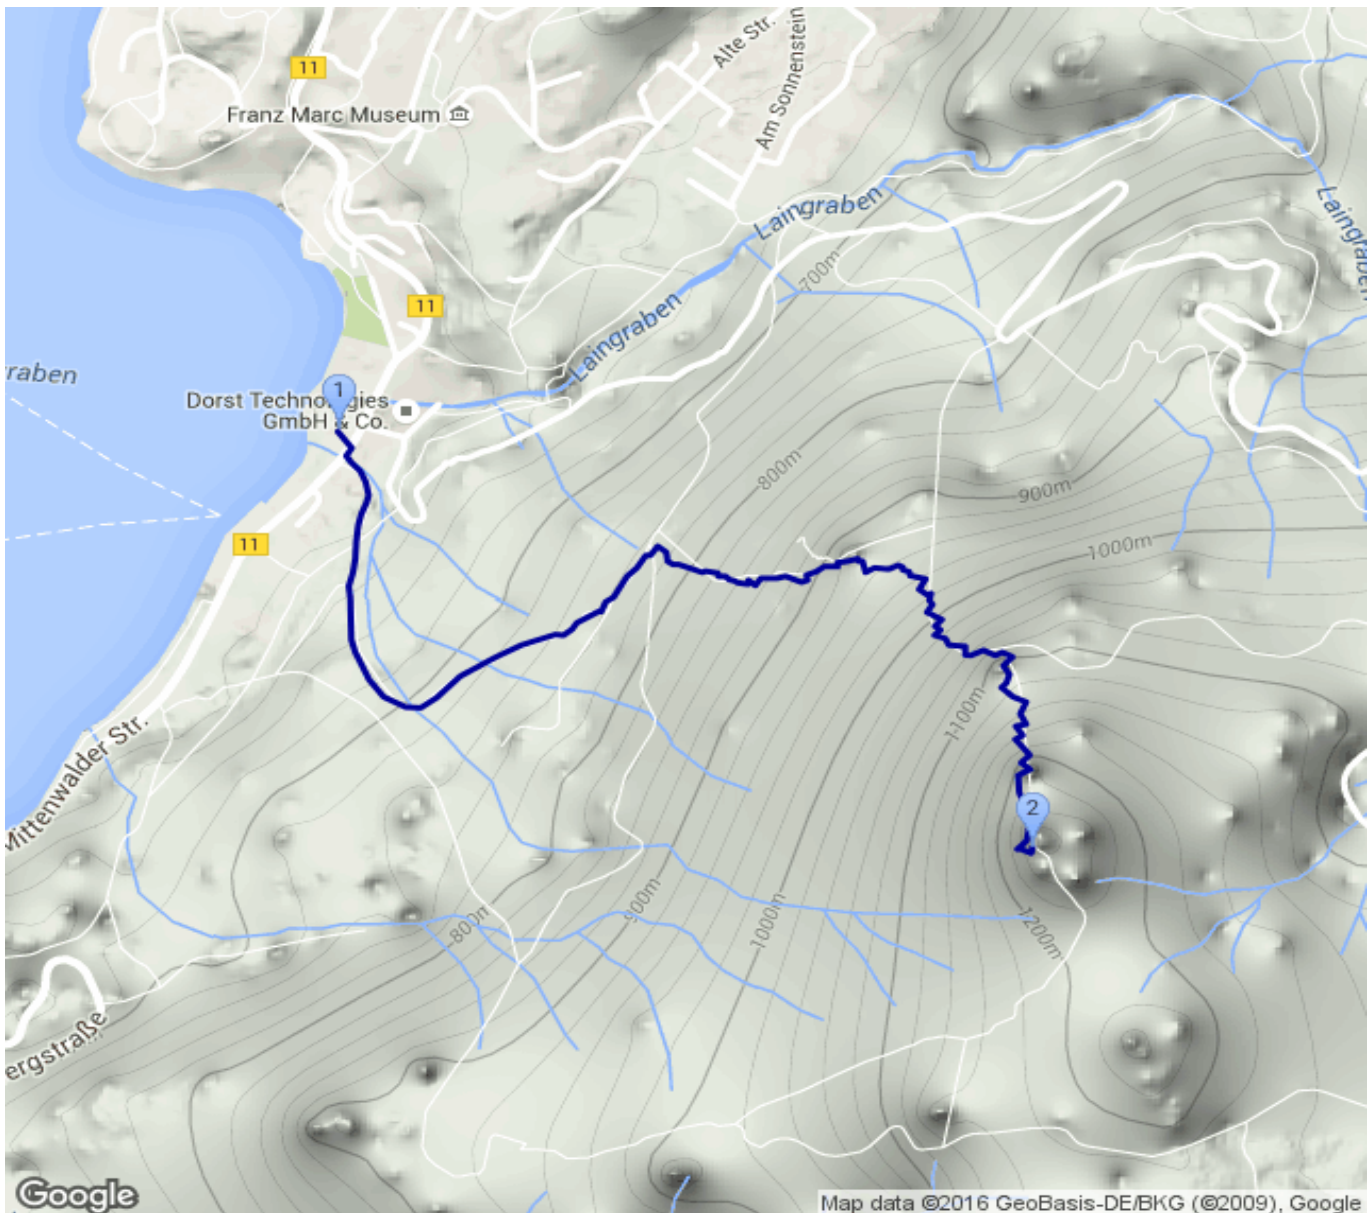 Alte Str.
Am Sonnenstein
11
Franz Marc Museum
Laingraben
Laingraben
700m
11
Laingraben
raben
1
Dorst Technologies
GmbH & Co.
800m
900m
11
1000m
1100m
Mittenwalder Str.
2
800m
900m
1000m
1200m
ergstraße
Google
Map data ©2016 GeoBasis-DE/BKG (©2009), Google